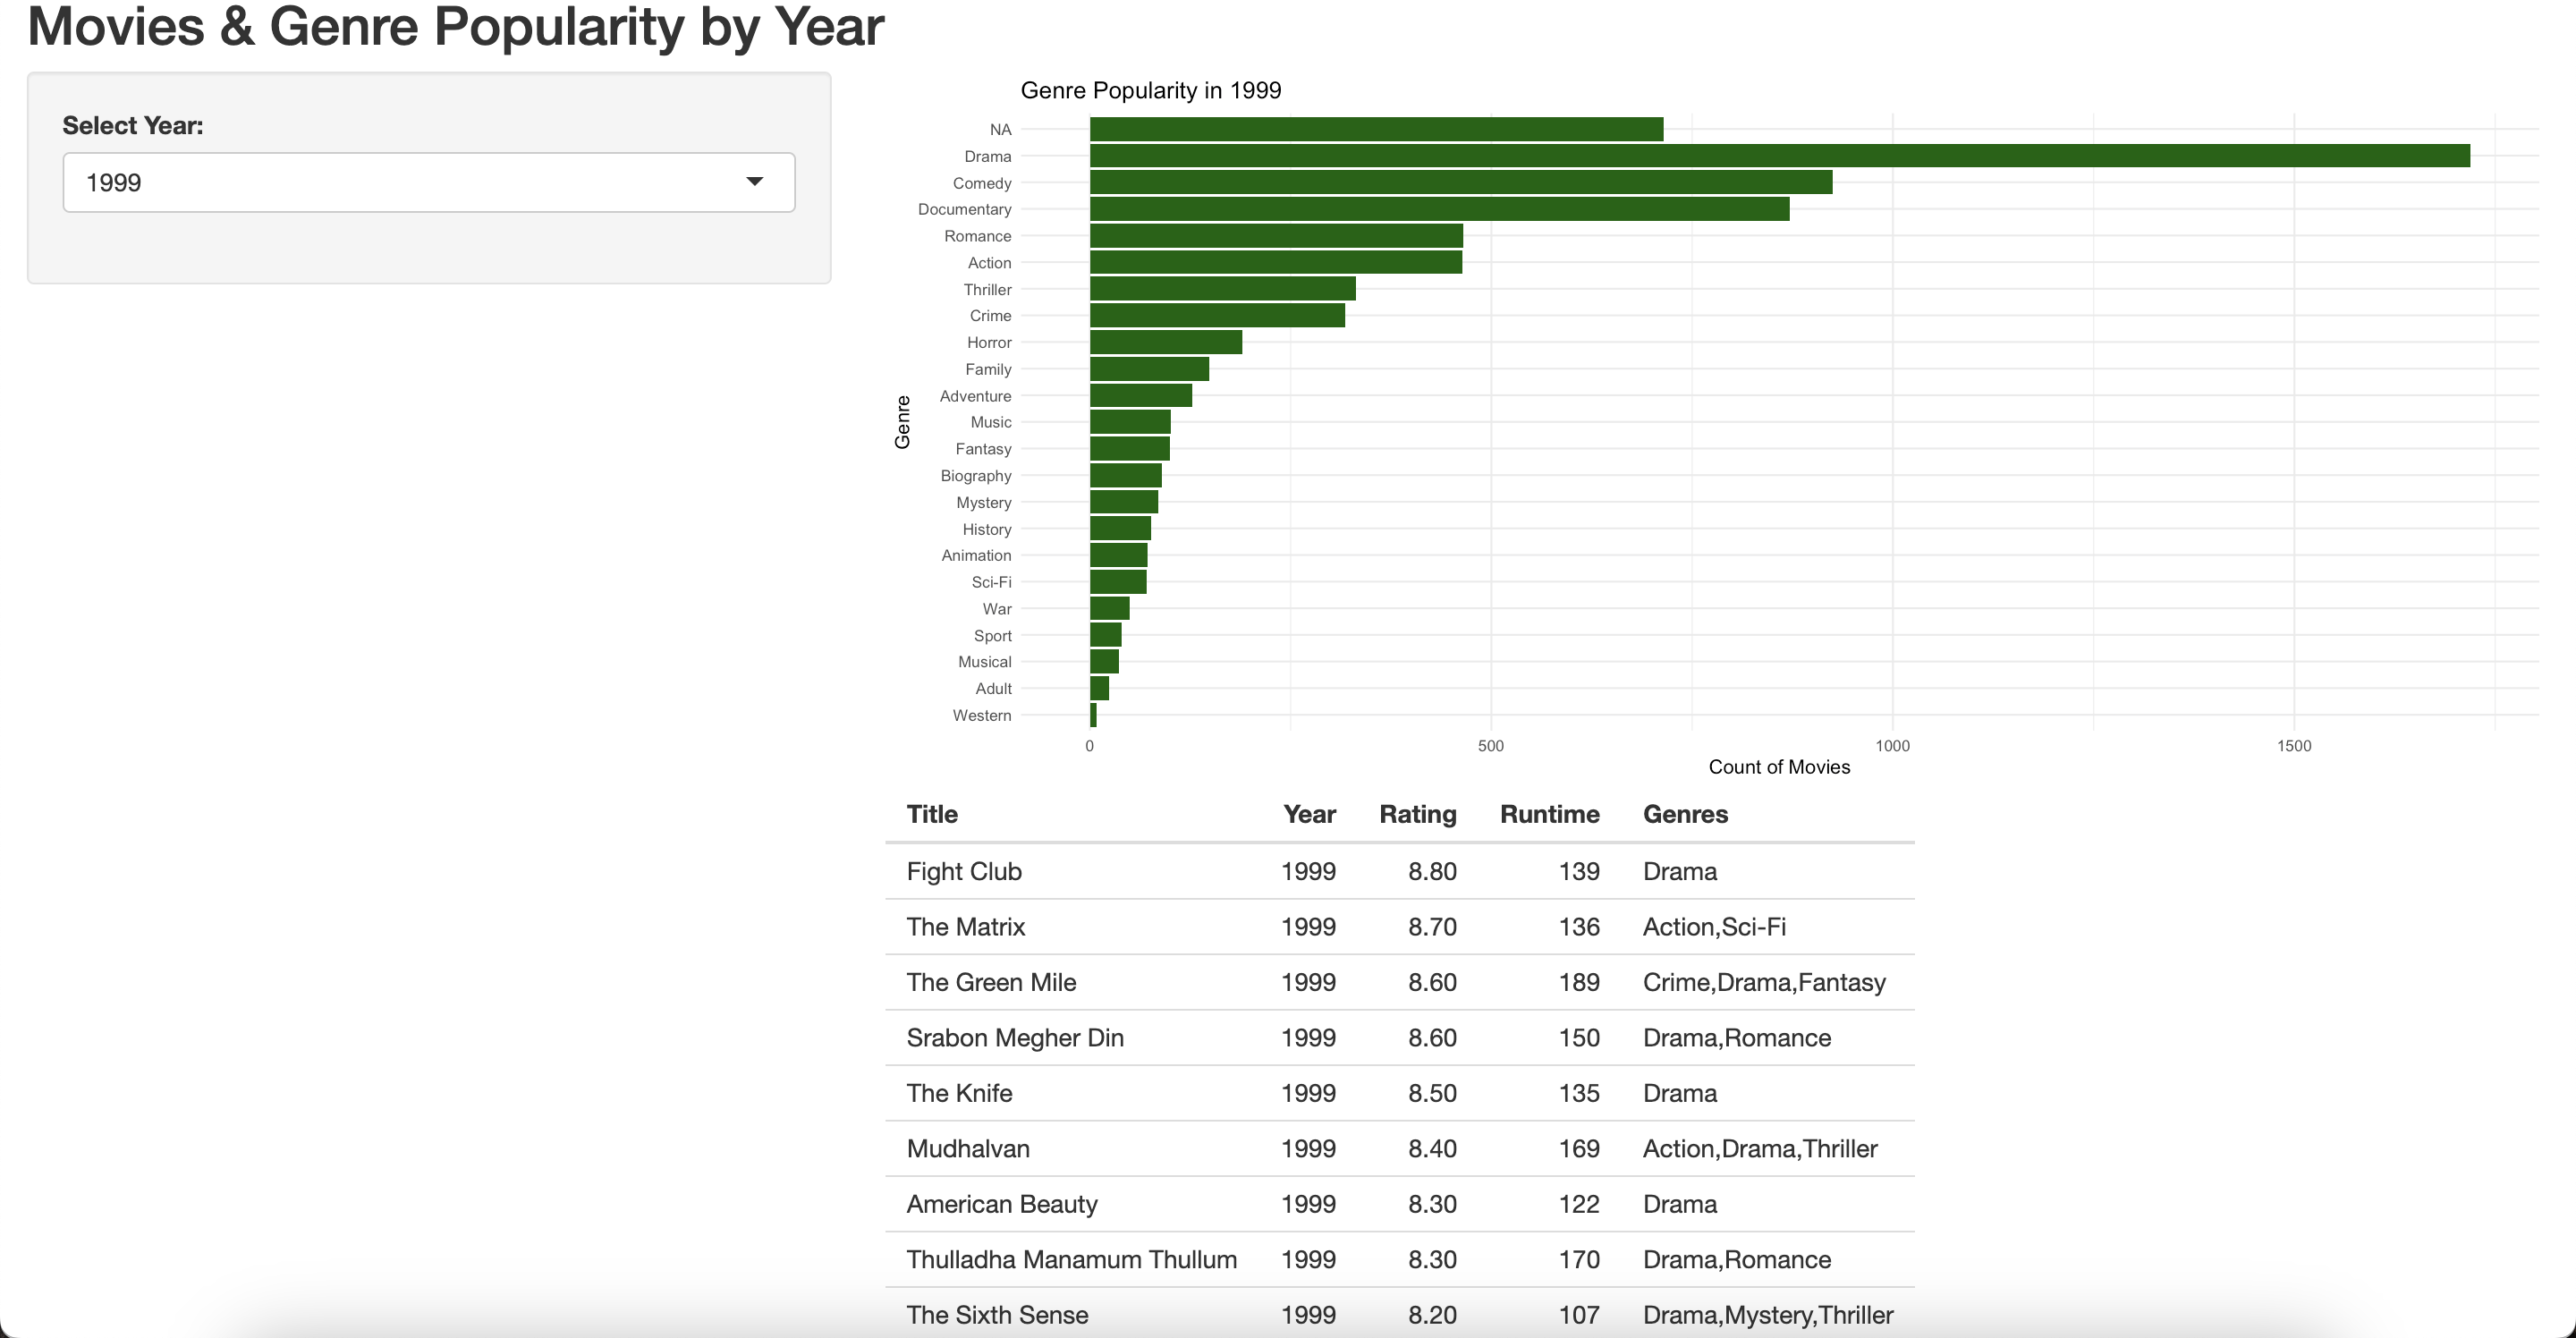 Movies & Genre Popularity by Year
Select Year:
1999
Genre Popularity in 1999
NA
Drama
Comedy
Documentary
Romance
Action
Thriller
Crime
Horror
Family
Adventure
Music
Fantasy
Biography
Mystery
History
Animation
Sci-Fi
War
Sport
Musical
Adult
Western
Genre
0 500 1000 1500
Count of Movies
Title Year Rating Runtime Genres
Fight Club 1999 8.80 139 Drama
The Matrix 1999 8.70 136 Action,Sci-Fi
The Green Mile 1999 8.60 189 Crime,Drama,Fantasy
Srabon Megher Din 1999 8.60 150 Drama,Romance
The Knife 1999 8.50 135 Drama
Mudhalvan 1999 8.40 169 Action,Drama,Thriller
American Beauty 1999 8.30 122 Drama
Thulladha Manamum Thullum 1999 8.30 170 Drama,Romance
The Sixth Sense 1999 8.20 107 Drama,Mystery,Thriller